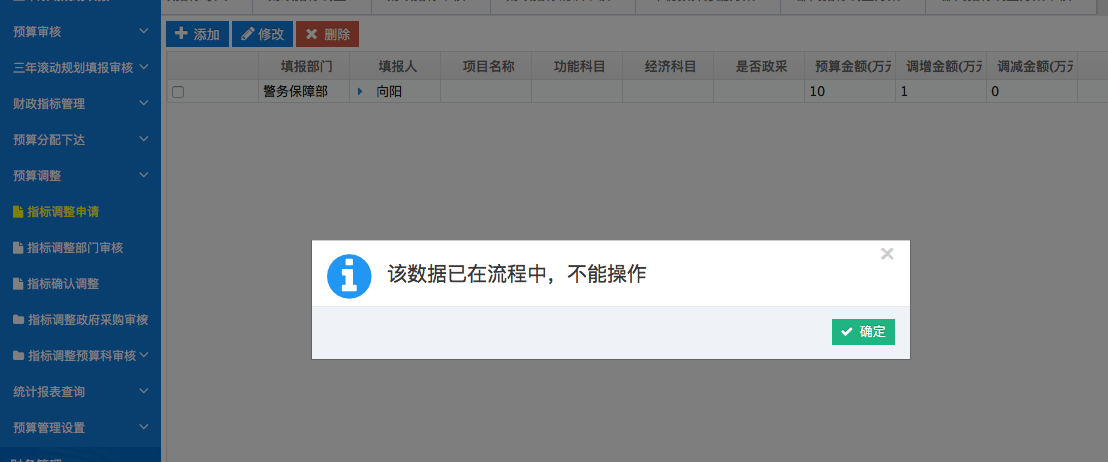 预算审核
三年滚动规划填报审核
财政指标管理
预算分配下达
预算调整
指标调整申请
指标调整部门审核
指标确认调整
指标调整政府采购审核
指标调整预算科审核
统计报表查询
预算管理设置
添加 修改 删除
填报部门 填报人 项目名称 功能科目 经济科目 是否政采 预算金额(万元 调增金额(万元 调减金额(万元
警务保障部 向阳 10 1 0
该数据已在流程中，不能操作
确定